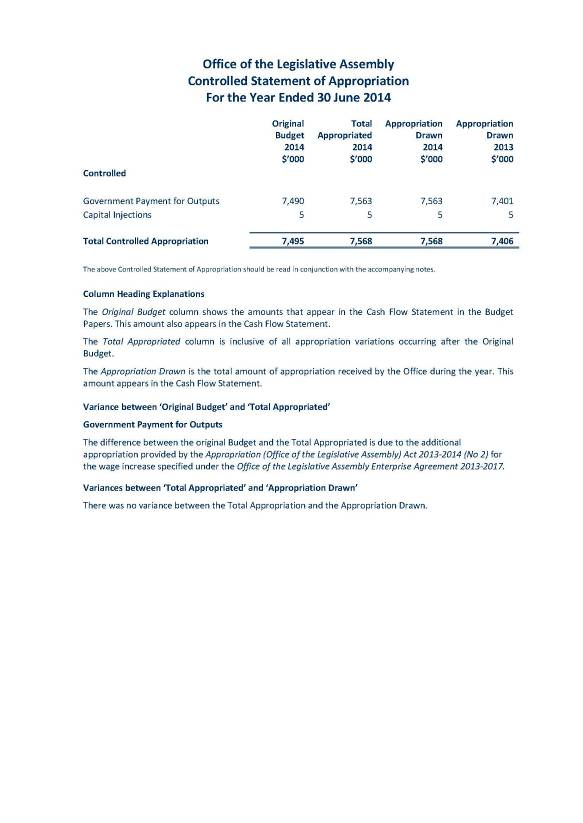 Office of the Legislative Assembly
Controlled Statement of Appropriation
For the Year Ended 30 June 2014
Original Total Appropriation Appropriation
Budget Appropriated Drawn Drawn
2014 2014 2014 2013
$'000 $'000 $'000 $'000
Controlled
Government Payment for Outputs 7,490 7,563 7,563 7,401
Capital Injections 5 5 5 5
Total Controlled Appropriation 7,495 7,568 7,568 7,406
The above Controlled Statement of Appropriation should be read in conjunction with the accompanying notes.
Column Heading Explanations
The Original Budget column shows the amounts that appear in the Cash Flow Statement in the Budget
Papers. This amount also appears in the Cash Flow Statement.
The Total Appropriated column is inclusive of all appropriation variations occurring after the Original
Budget.
The Appropriation Drawn is the total amount of appropriation received by the Office during the year. This
amount appears in the Cash Flow Statement.
Variance between ‘Original Budget’ and ‘Total Appropriated’
Government Payment for Outputs
The difference between the original Budget and the Total Appropriated is due to the additional
appropriation provided by the Appropriation (Office of the Legislative Assembly) Act 2013-2014 (No 2) for
the wage increase specified under the Office of the Legislative Assembly Enterprise Agreement 2013-2017.
Variances between ‘Total Appropriated’ and ‘Appropriation Drawn’
There was no variance between the Total Appropriation and the Appropriation Drawn.